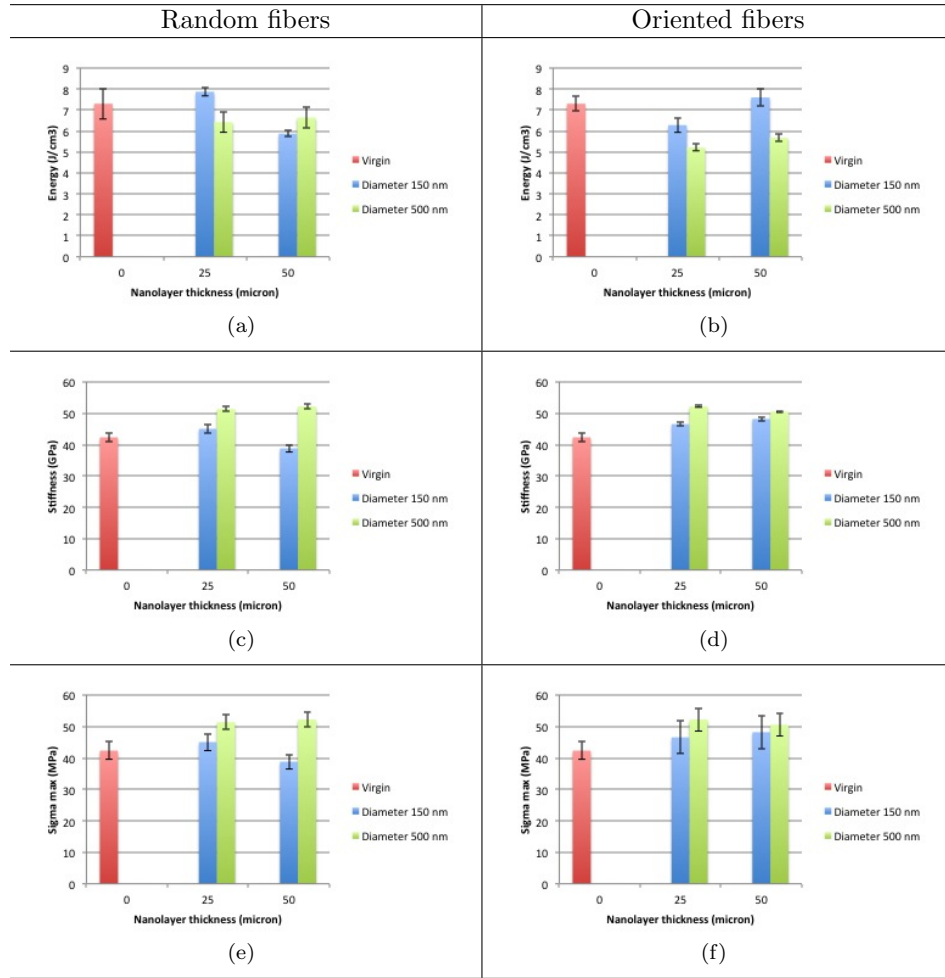 Random fibers
Oriented fibers
9
8
7
6
5
4
3
2
1
0
Energy (J/cm3)
0 25 50
Nanolayer thickness (micron)
Virgin
Diameter 150 nm
Diameter 500 nm
(a)
9
8
7
6
5
4
3
2
1
0
Energy (J/cm3)
0 25 50
Nanolayer thickness (micron)
Virgin
Diameter 150 nm
Diameter 500 nm
(b)
60
50
40
30
20
10
0
Stiffness (GPa)
0 25 50
Nanolayer thickness (micron)
Virgin
Diameter 150 nm
Diameter 500 nm
(c)
60
50
40
30
20
10
0
Stiffness (GPa)
0 25 50
Nanolayer thickness (micron)
Virgin
Diameter 150 nm
Diameter 500 nm
(d)
60
50
40
30
20
10
0
Sigma max (MPa)
0 25 50
Nanolayer thickness (micron)
Virgin
Diameter 150 nm
Diameter 500 nm
(e)
60
50
40
30
20
10
0
Sigma max (MPa)
0 25 50
Nanolayer thickness (micron)
Virgin
Diameter 150 nm
Diameter 500 nm
(f)